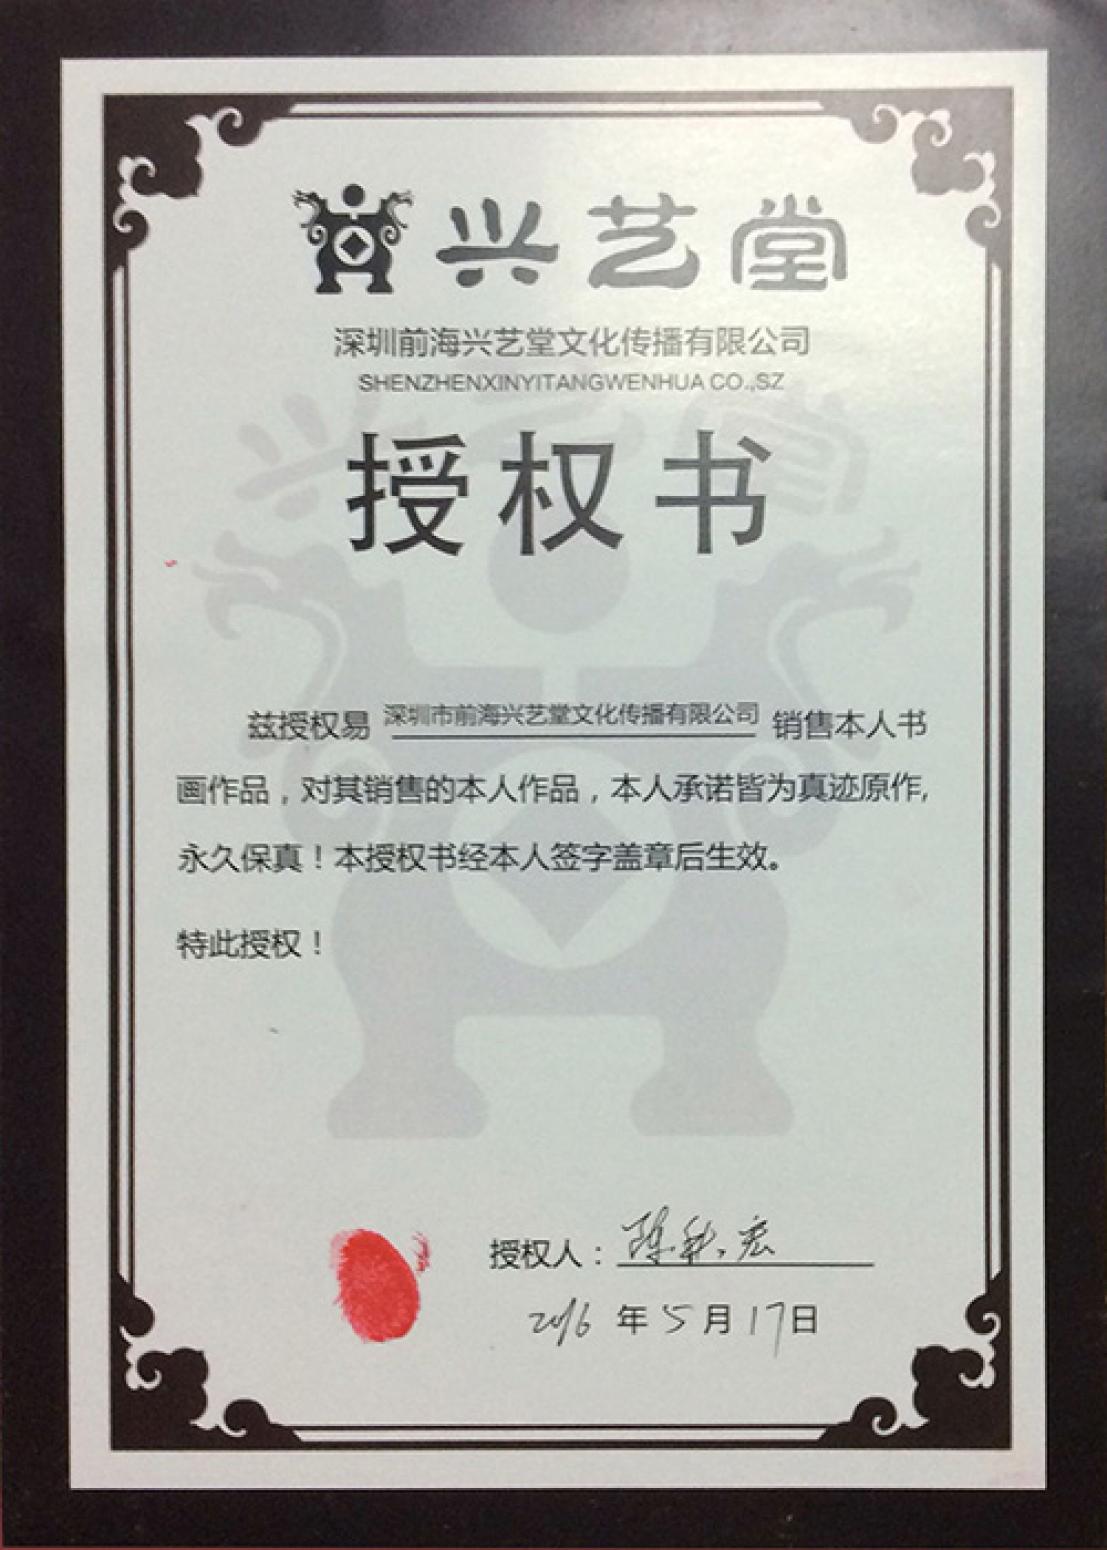 兴艺堂
深圳前海兴艺堂文化传播有限公司
SHENZHENXINYITANGWENHUA CO.,SZ
授权书
兹授权易 深圳市前海兴艺堂文化传播有限公司 销售本人书
画作品，对其销售的本人作品，本人承诺皆为真迹原作,
永久保真！本授权书经本人签字盖章后生效。
特此授权！
授权人：陈秋宏
2016 年 5 月 17 日